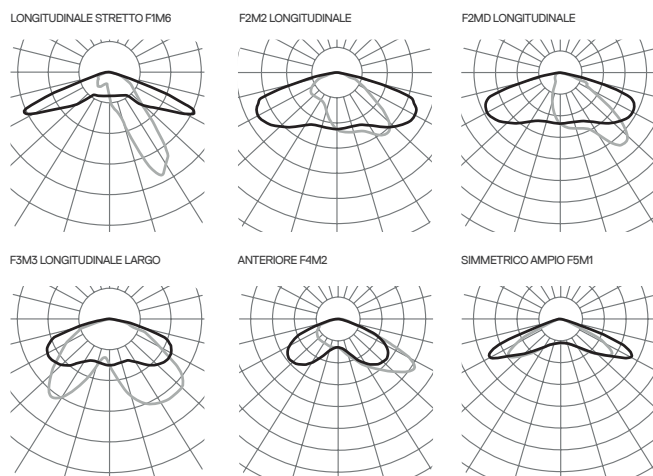 LONGITUDINALE STRETTO F1M6
F2M2 LONGITUDINALE
F2MD LONGITUDINALE
F3M3 LONGITUDINALE LARGO
ANTERIORE F4M2
SIMMETRICO AMPIO F5M1